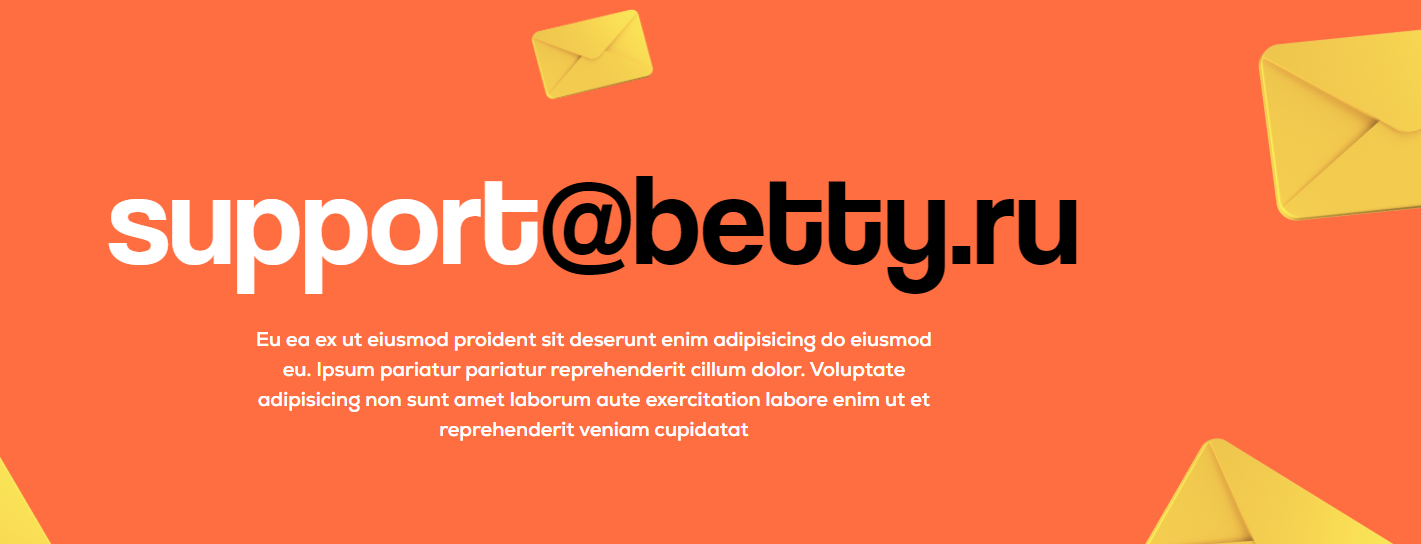 support@betty.ru
Eu ea ex ut eiusmod proident sit deserunt enim adipisicing do eiusmod
eu. Ipsum pariatur pariatur reprehenderit cillum dolor. Voluptate
adipisicing non sunt amet laborum aute exercitation labore enim ut et
reprehenderit veniam cupidatat